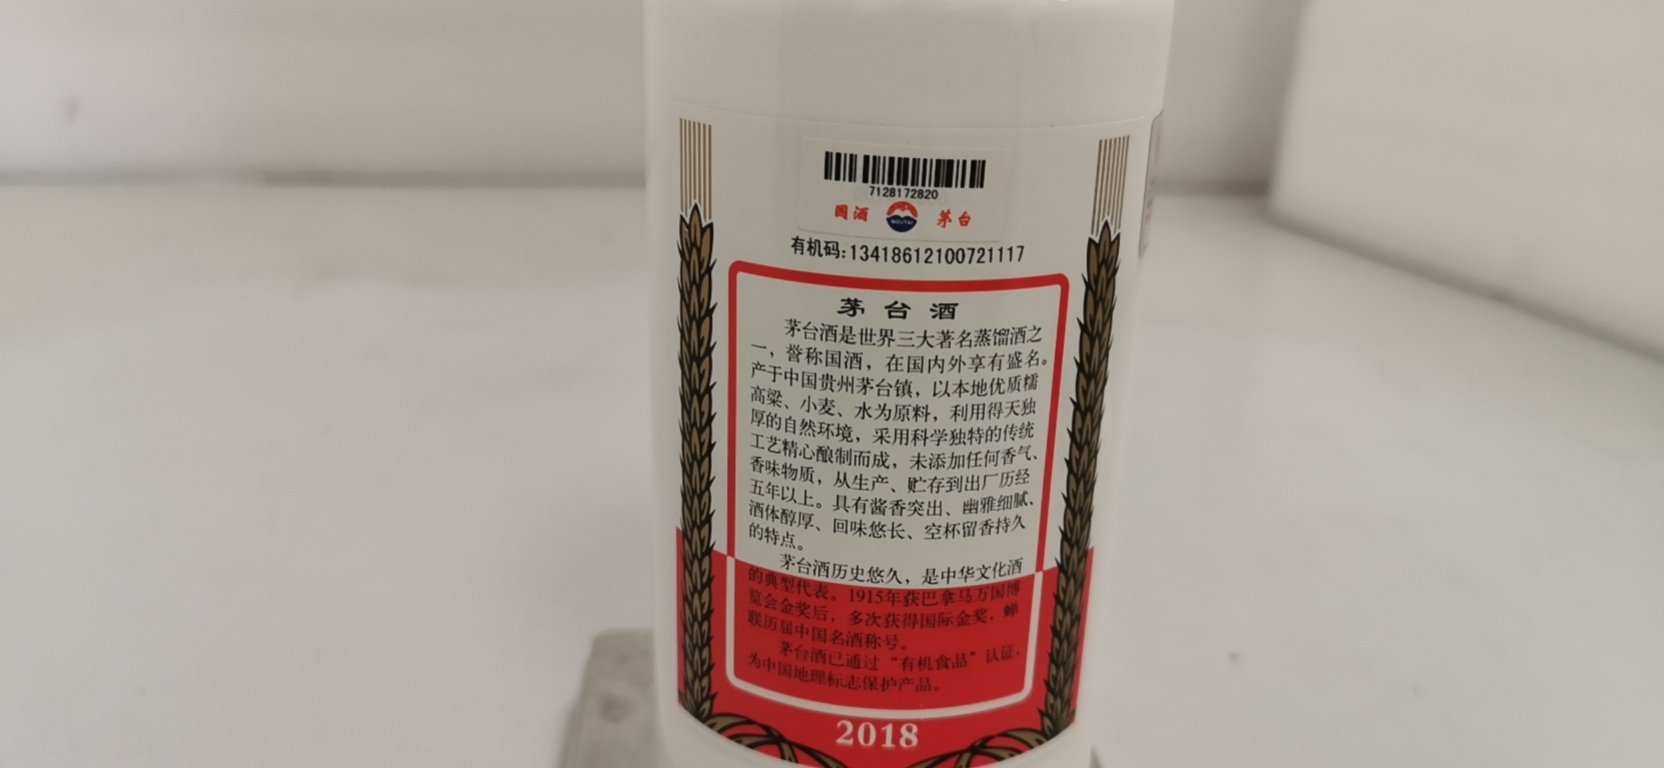 7128172820
国酒 MOUTAI 茅台
有机码:13418612100721117
茅台酒
茅台酒是世界三大著名蒸馏酒之
一，誉称国酒，在国内外享有盛名。
产于中国贵州茅台镇，以本地优质糯
高粱、小麦、水为原料，利用得天独
厚的自然环境，采用科学独特的传统
工艺精心酿制而成，未添加任何香气、
香味物质，从生产、贮存到出厂历经
五年以上。具有酱香突出、幽雅细腻、
酒体醇厚、回味悠长、空杯留香持久
的特点。
茅台酒历史悠久，是中华文化酒
的典型代表。1915年获巴拿马万国博
览会金奖后，多次获得国际金奖，蝉
联历届中国名酒称号。
茅台酒已通过“有机食品”认证，
为中国地理标志保护产品。
2018